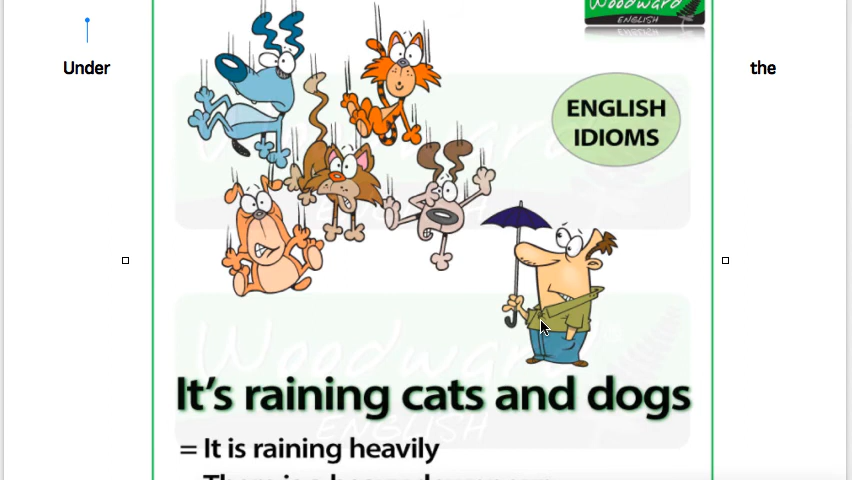 Woodward
ENGLISH
Under
the
ENGLISH
IDIOMS
It's raining cats and dogs
= It is raining heavily